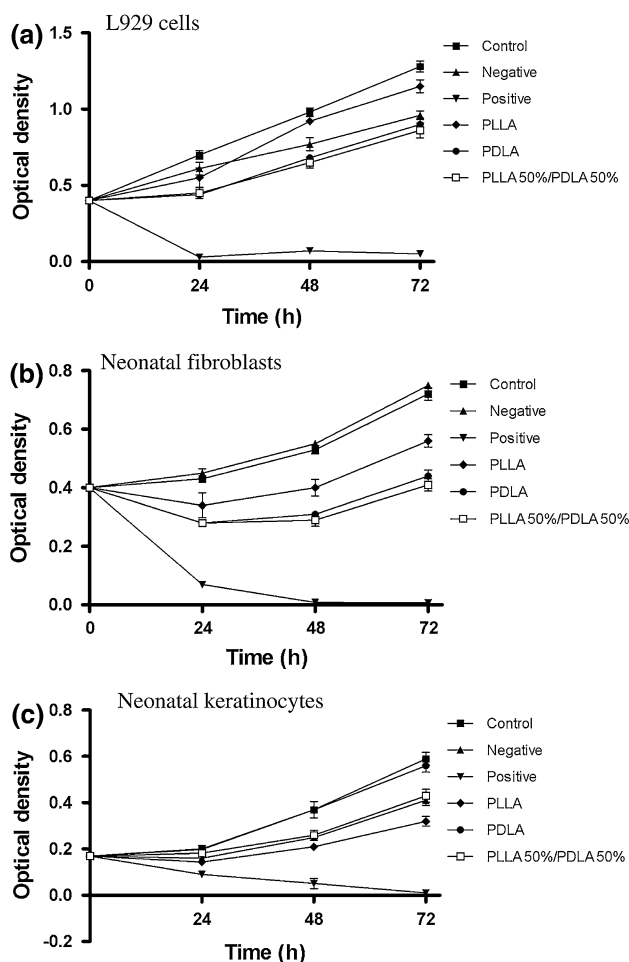 (a) L929 cells
Optical density
1.5
1.0
0.5
0.0
0 24 48 72
Time (h)
Control
Negative
Positive
PLLA
PDLA
PLLA 50%/PDLA 50%
(b) Neonatal fibroblasts
Optical density
0.8
0.6
0.4
0.2
0.0
0 24 48 72
Time (h)
Control
Negative
Positive
PLLA
PDLA
PLLA 50%/PDLA 50%
(c) Neonatal keratinocytes
Optical density
0.8
0.6
0.4
0.2
0.0
-0.2
24 48 72
Time (h)
Control
Negative
Positive
PLLA
PDLA
PLLA 50%/PDLA 50%